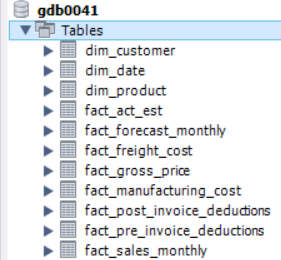 gdb0041
Tables
dim_customer
dim_date
dim_product
fact_act_est
fact_forecast_monthly
fact_freight_cost
fact_gross_price
fact_manufacturing_cost
fact_post_invoice_deductions
fact_pre_invoice_deductions
fact_sales_monthly